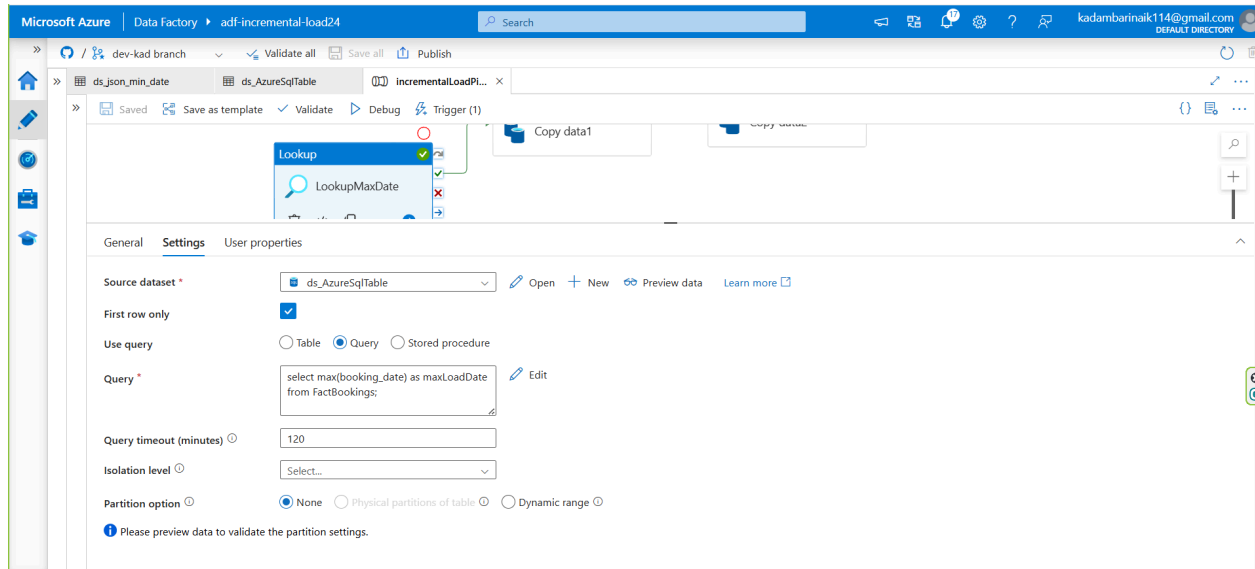 Microsoft Azure Data Factory adf-incremental-load24 Search 17 kadambarinaik114@gmail.com
DEFAULT DIRECTORY
/ dev-kad branch Validate all Save all Publish
ds_json_min_date ds_AzureSqlTable incrementalLoadPi...
Saved Save as template Validate Debug Trigger (1)
Copy data1
Lookup
LookupMaxDate
General Settings User properties
Source dataset * ds_AzureSqlTable Open New Preview data Learn more
First row only
Use query Table Query Stored procedure
Query * select max(booking_date) as maxLoadDate Edit
from FactBookings;
Query timeout (minutes) 120
Isolation level Select...
Partition option None Physical partitions of table Dynamic range
Please preview data to validate the partition settings.